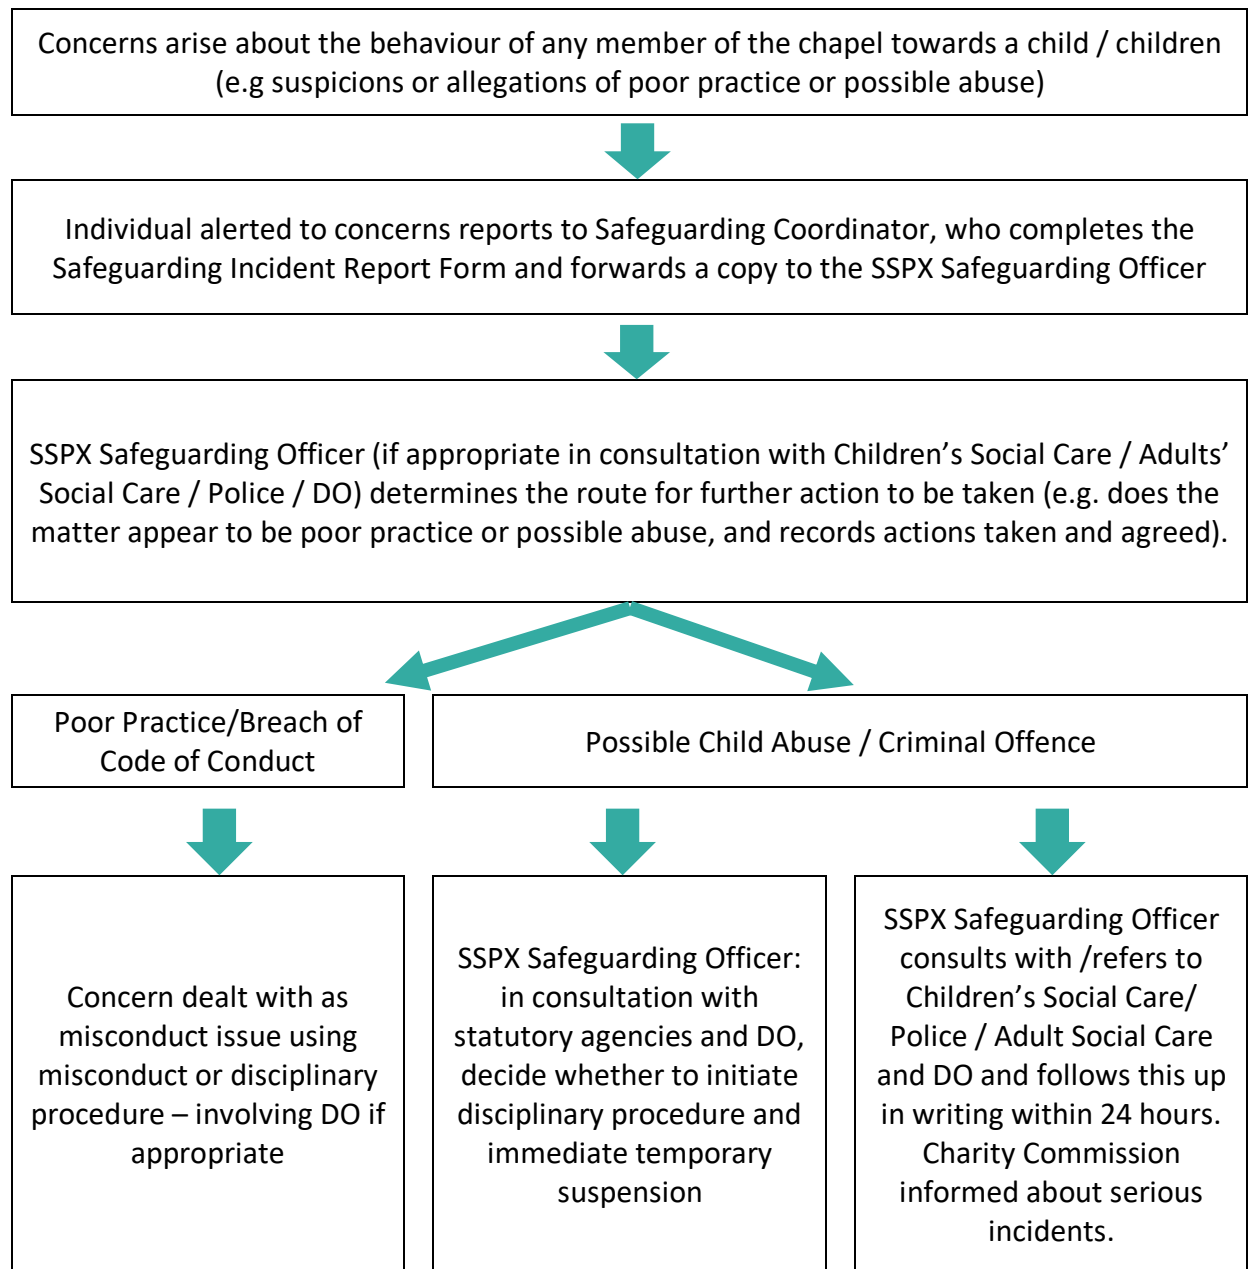 Concerns arise about the behaviour of any member of the chapel towards a child / children
(e.g suspicions or allegations of poor practice or possible abuse)
Individual alerted to concerns reports to Safeguarding Coordinator, who completes the
Safeguarding Incident Report Form and forwards a copy to the SSPX Safeguarding Officer
SSPX Safeguarding Officer (if appropriate in consultation with Children’s Social Care / Adults’
Social Care / Police / DO) determines the route for further action to be taken (e.g. does the
matter appear to be poor practice or possible abuse, and records actions taken and agreed).
Poor Practice/Breach of
Code of Conduct
Possible Child Abuse / Criminal Offence
Concern dealt with as
misconduct issue using
misconduct or disciplinary
procedure – involving DO if
appropriate
SSPX Safeguarding Officer:
in consultation with
statutory agencies and DO,
decide whether to initiate
disciplinary procedure and
immediate temporary
suspension
SSPX Safeguarding Officer
consults with /refers to
Children’s Social Care/
Police / Adult Social Care
and DO and follows this up
in writing within 24 hours.
Charity Commission
informed about serious
incidents.